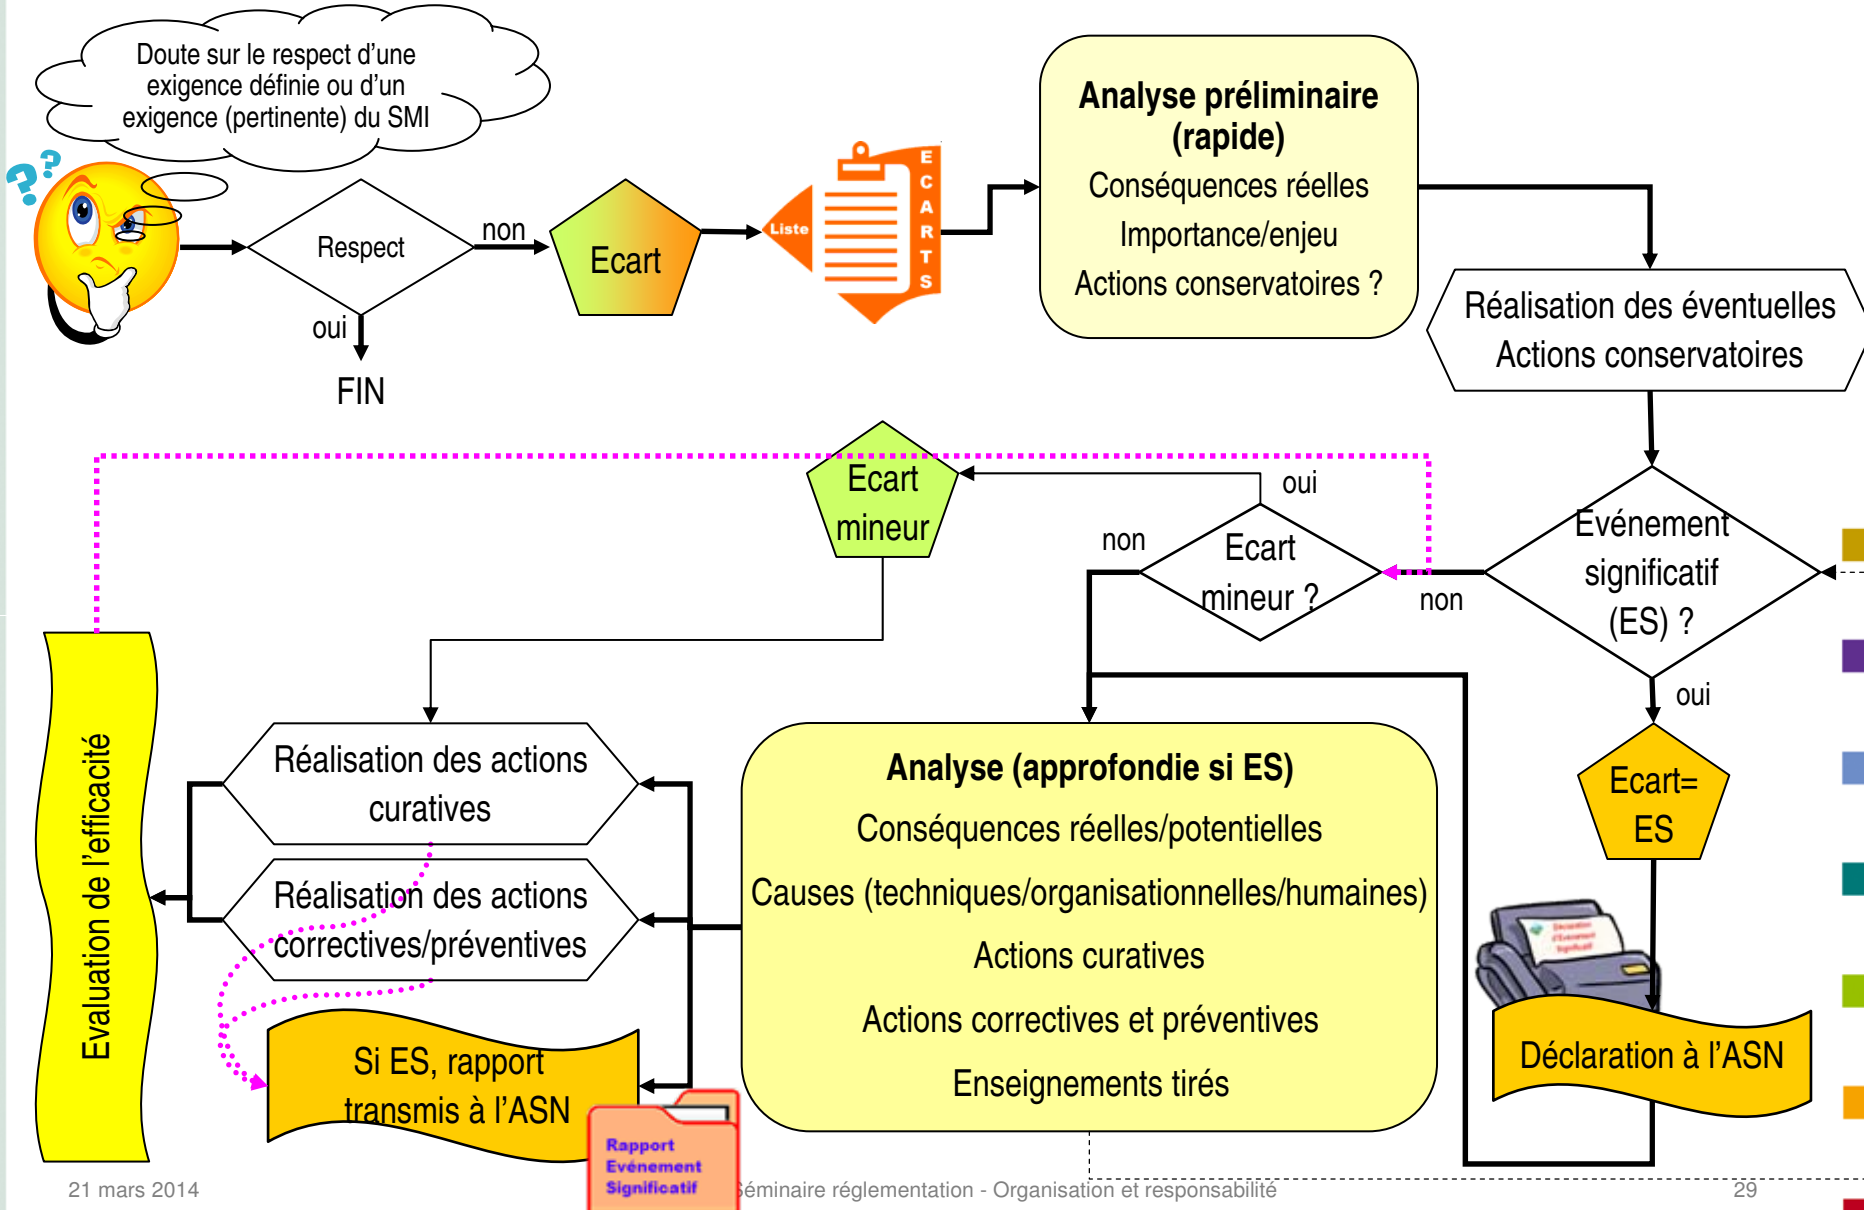 Doute sur le respect d’une
exigence définie ou d’un
exigence (pertinente) du SMI
? ?
Respect
non
oui
FIN
Ecart
Liste
ECARTS
Analyse préliminaire
(rapide)
Conséquences réelles
Importance/enjeu
Actions conservatoires ?
Réalisation des éventuelles
Actions conservatoires
Evénement
significatif
(ES) ?
non
oui
Ecart
mineur ?
oui
non
Ecart
mineur
Ecart=
ES
Déclaration
d'Evénement
Significatif
Déclaration à l’ASN
Analyse (approfondie si ES)
Conséquences réelles/potentielles
Causes (techniques/organisationnelles/humaines)
Actions curatives
Actions correctives et préventives
Enseignements tirés
Réalisation des actions
curatives
Réalisation des actions
correctives/préventives
Si ES, rapport
transmis à l’ASN
Rapport
Evénement
Significatif
Evaluation de l’efficacité
21 mars 2014
éminaire réglementation - Organisation et responsabilité
29